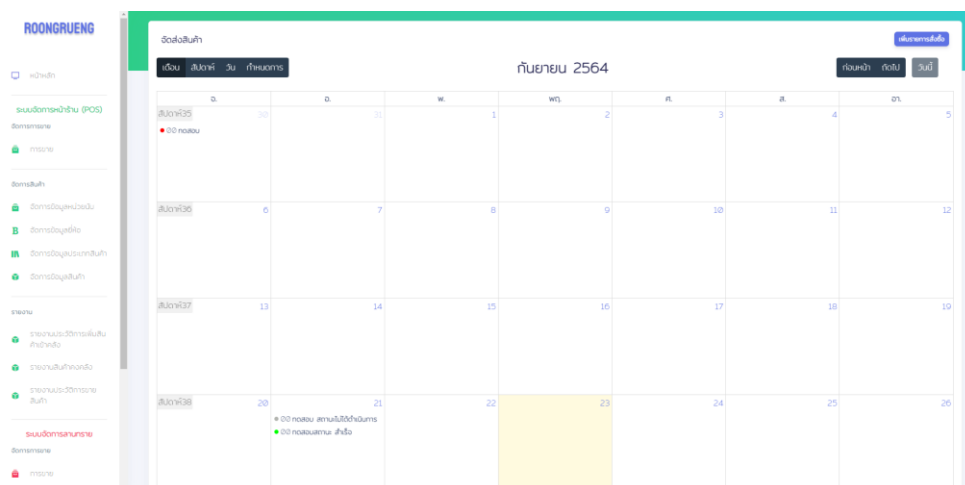 ROONGRUENG
หน้าหลัก
ระบบจัดการหน้าร้าน (POS)
จัดการการขาย
การขาย
จัดการสินค้า
จัดการข้อมูลหน่วยนับ
จัดการข้อมูลยี่ห้อ
จัดการข้อมูลประเภทสินค้า
จัดการข้อมูลสินค้า
รายงาน
รายงานประวัติการเพิ่มสิน
ค้าเข้าคลัง
รายงานสินค้าคงคลัง
รายงานประวัติการขาย
สินค้า
ระบบจัดการลานทราย
จัดการการขาย
การขาย
จัดส่งสินค้า
เพิ่มรายการสั่งซื้อ
เดือน สัปดาห์ วัน กำหนดการ
กันยายน 2564
ก่อนหน้า ถัดไป วันนี้
จ. อ. พ. พฤ. ศ. ส. อา.
สัปดาห์35 30 31 1 2 3 4 5
00 ทดสอบ
สัปดาห์36 6 7 8 9 10 11 12
สัปดาห์37 13 14 15 16 17 18 19
สัปดาห์38 20 21 22 23 24 25 26
00 ทดสอบ สถานะไม่ได้ดำเนินการ
00 ทดสอบสถานะ สำเร็จ